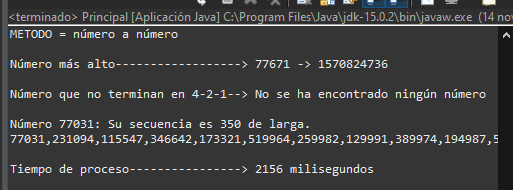 <terminado> Principal [Aplicación Java] C:\Program Files\Java\jdk-15.0.2\bin\javaw.exe (14 nov
METODO = número a número
Número más alto------------------> 77671 -> 1570824736
Número que no terminan en 4-2-1--> No se ha encontrado ningún número
Número 77031: Su secuencia es 350 de larga.
77031,231094,115547,346642,173321,519964,259982,129991,389974,194987,5
Tiempo de proceso----------------> 2156 milisegundos